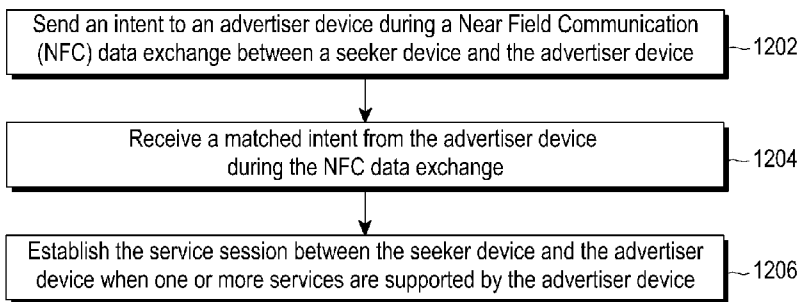 Send an intent to an advertiser device during a Near Field Communication
(NFC) data exchange between a seeker device and the advertiser device
1202
Receive a matched intent from the advertiser device
during the NFC data exchange
1204
Establish the service session between the seeker device and the advertiser
device when one or more services are supported by the advertiser device
1206